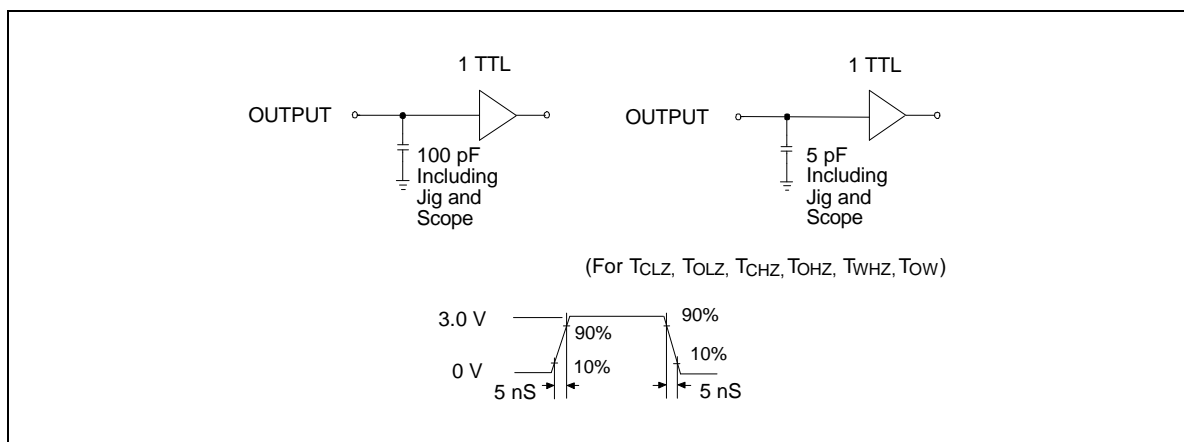 1 TTL
OUTPUT
100 pF
Including
Jig and
Scope
1 TTL
OUTPUT
5 pF
Including
Jig and
Scope
(For TCLZ, TOLZ, TCHZ, TOHZ, TWHZ, TOW)
3.0 V
90%
90%
0 V
10%
10%
5 nS
5 nS